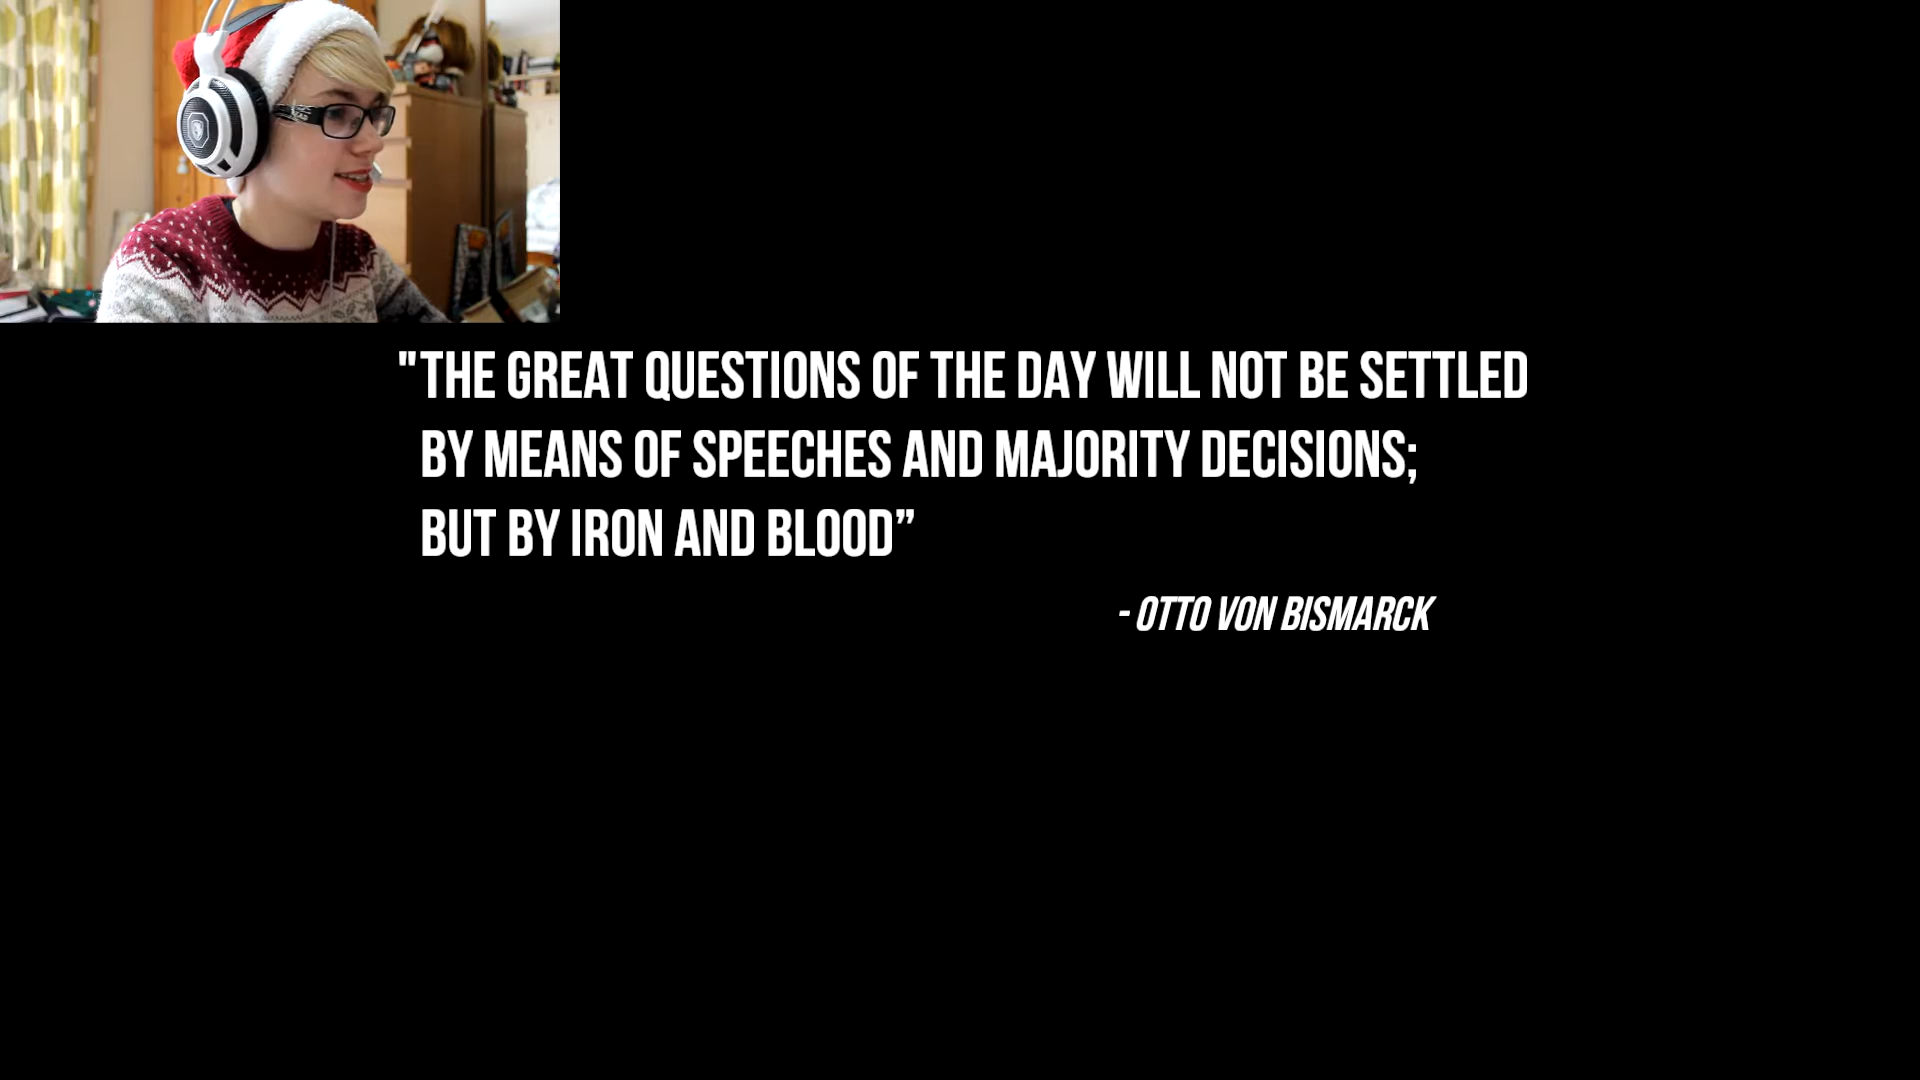 "THE GREAT QUESTIONS OF THE DAY WILL NOT BE SETTLED
BY MEANS OF SPEECHES AND MAJORITY DECISIONS;
BUT BY IRON AND BLOOD”
- OTTO VON BISMARCK